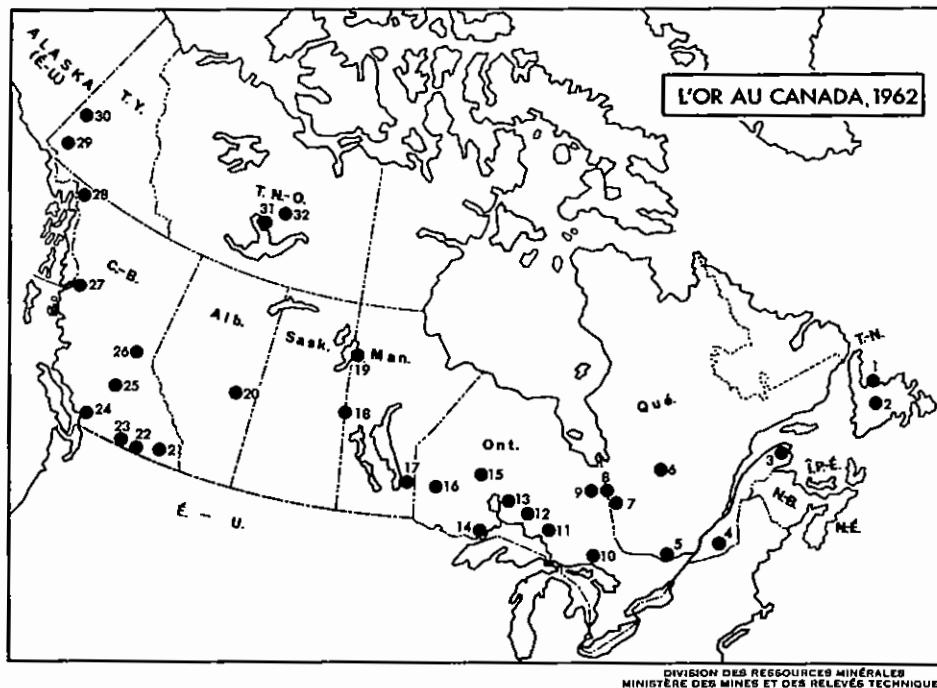 L'OR AU CANADA, 1962
ALASKA
(É-U)
T. Y.
30
29
28
T. N.-O.
31
32
C.-B.
27
Alb.
Sask.
Man.
19
26
25
20
24
18
23
22
2
17
16
Ont.
15
14
13
12
11
10
9
8
7
Qué.
6
5
4
3
T.-N.
1
2
Î.P.-É.
N.-B.
N.É.
É. – U.
DIVISION DES RESSOURCES MINÉRALES
MINISTÈRE DES MINES ET DES RELEVÉS TECHNIQUE